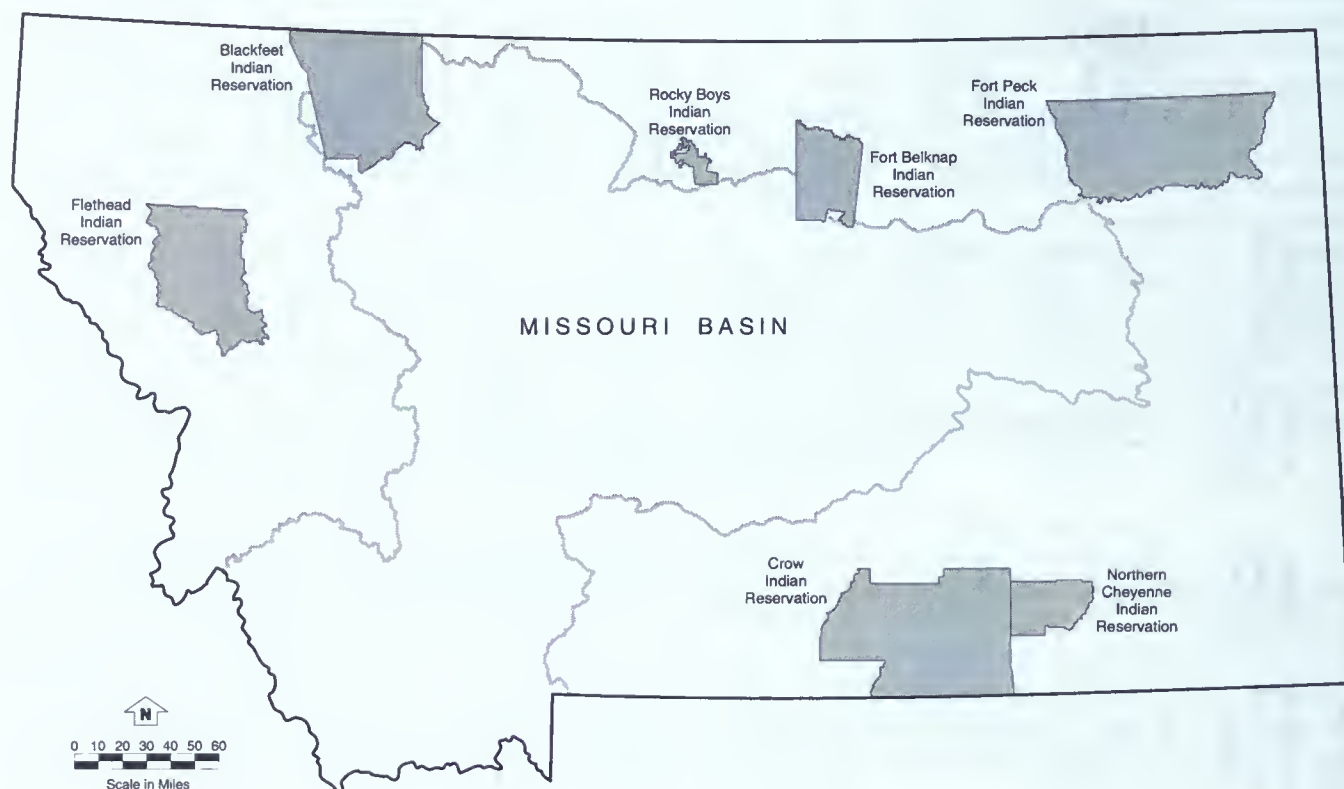 Blackfeet
Indian
Reservation
Rocky Boys
Indian
Reservation
Fort Peck
Indian
Reservation
Fort Belknap
Indian
Reservation
Flethead
Indian
Reservation
MISSOURI BASIN
Crow
Indian
Reservation
Northern
Cheyenne
Indian
Reservation
N
0 10 20 30 40 50 60
Scale in Miles